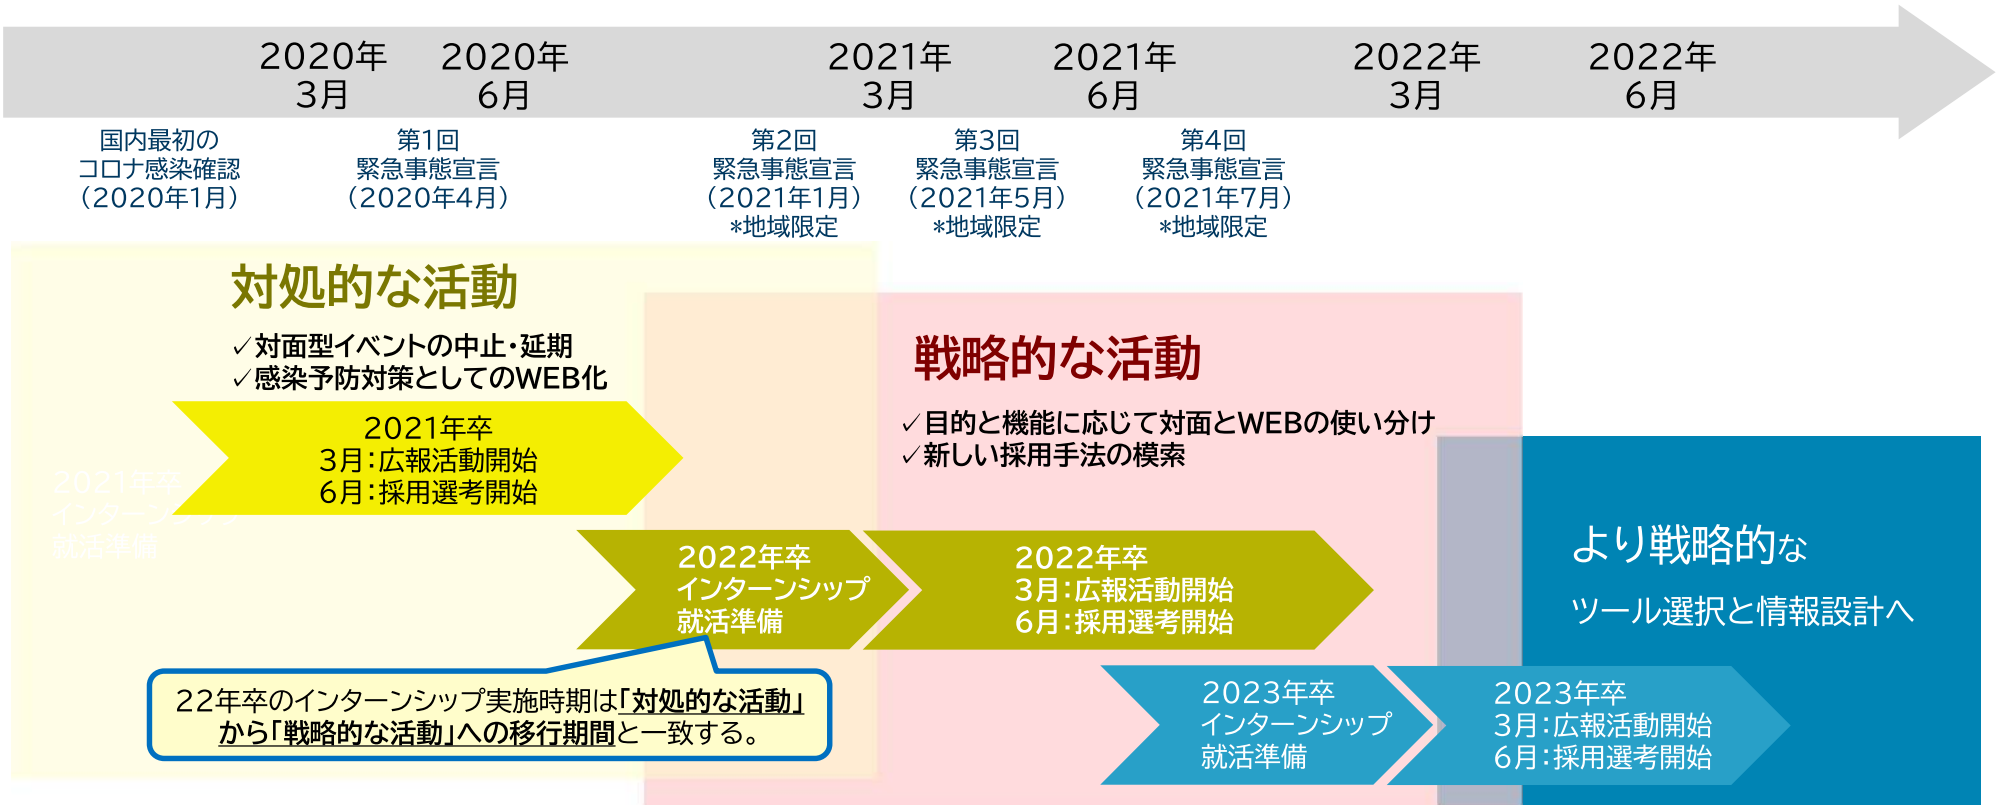 2020年
3月
2020年
6月
2021年
3月
2021年
6月
2022年
3月
2022年
6月
国内最初の
コロナ感染確認
（2020年1月）
第1回
緊急事態宣言
（2020年4月）
第2回
緊急事態宣言
（2021年1月）
*地域限定
第3回
緊急事態宣言
（2021年5月）
*地域限定
第4回
緊急事態宣言
（2021年7月）
*地域限定
対処的な活動
✓対面型イベントの中止・延期
✓感染予防対策としてのWEB化
2021年卒
インターンシップ
就活準備
2021年卒
3月：広報活動開始
6月：採用選考開始
戦略的な活動
✓目的と機能に応じて対面とWEBの使い分け
✓新しい採用手法の模索
2022年卒
インターンシップ
就活準備
2022年卒
3月：広報活動開始
6月：採用選考開始
より戦略的な
ツール選択と情報設計へ
22年卒のインターンシップ実施時期は「対処的な活動」
から「戦略的な活動」への移行期間と一致する。
2023年卒
インターンシップ
就活準備
2023年卒
3月：広報活動開始
6月：採用選考開始